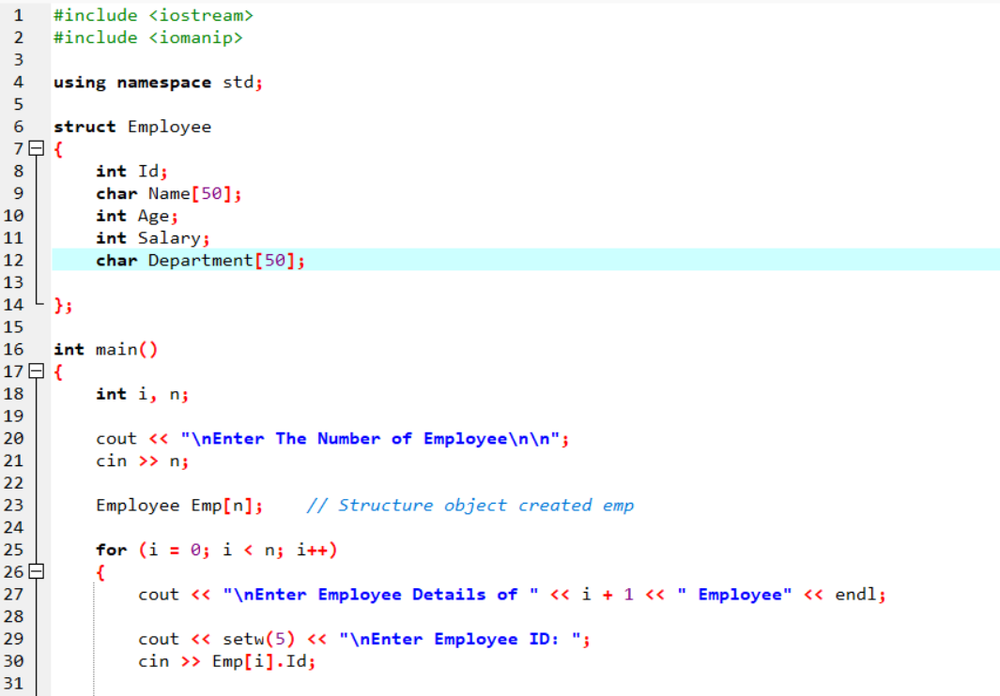 1 #include <iostream>
2 #include <iomanip>
3
4 using namespace std;
5
6 struct Employee
7 {
8     int Id;
9     char Name[50];
10     int Age;
11     int Salary;
12     char Department[50];
13
14 };
15
16 int main()
17 {
18     int i, n;
19
20     cout << "\nEnter The Number of Employee\n\n";
21     cin >> n;
22
23     Employee Emp[n];    // Structure object created emp
24
25     for (i = 0; i < n; i++)
26     {
27         cout << "\nEnter Employee Details of " << i + 1 << " Employee" << endl;
28
29         cout << setw(5) << "\nEnter Employee ID: ";
30         cin >> Emp[i].Id;
31